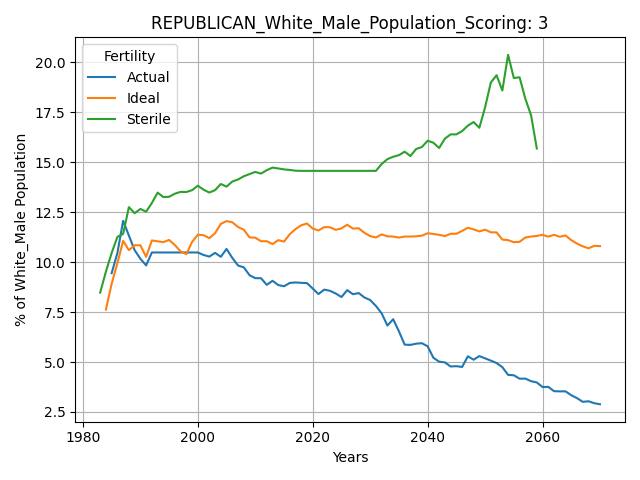 REPUBLICAN_White_Male_Population_Scoring: 3
Fertility
Actual
Ideal
Sterile
% of White_Male Population
20.0
17.5
15.0
12.5
10.0
7.5
5.0
2.5
1980
2000
2020
2040
2060
Years